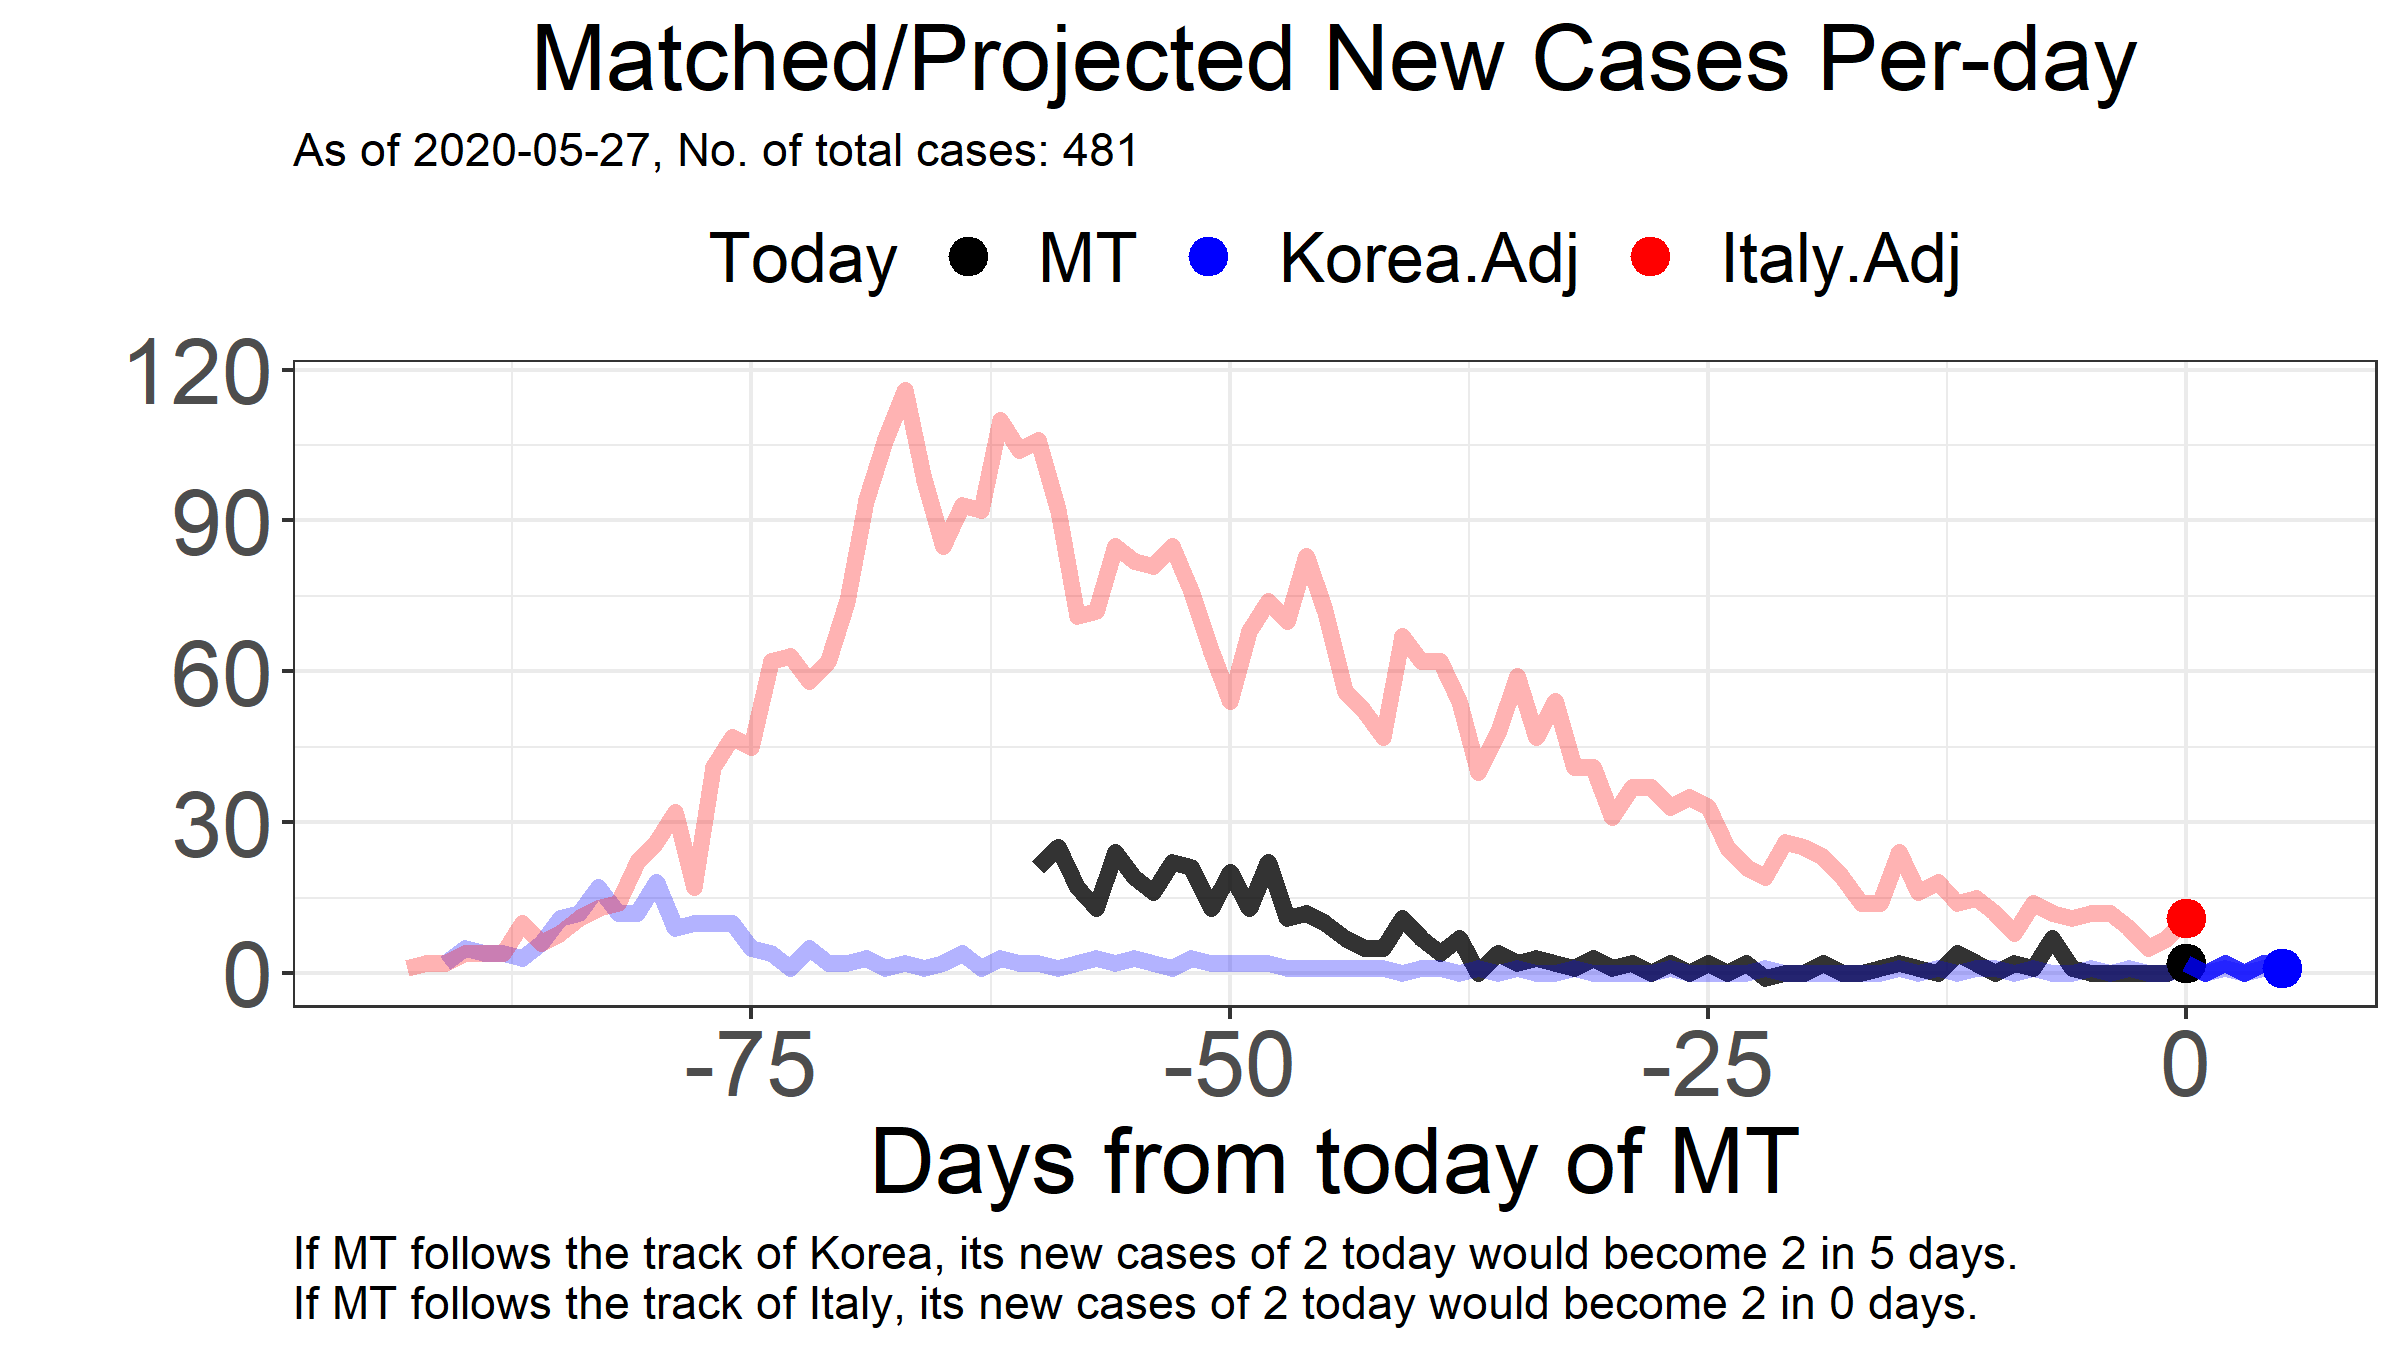 Matched/Projected New Cases Per-day
As of 2020-05-27, No. of total cases: 481
Today MT Korea.Adj Italy.Adj
120
90
60
30
0
-75 -50 -25 0
Days from today of MT
If MT follows the track of Korea, its new cases of 2 today would become 2 in 5 days.
If MT follows the track of Italy, its new cases of 2 today would become 2 in 0 days.